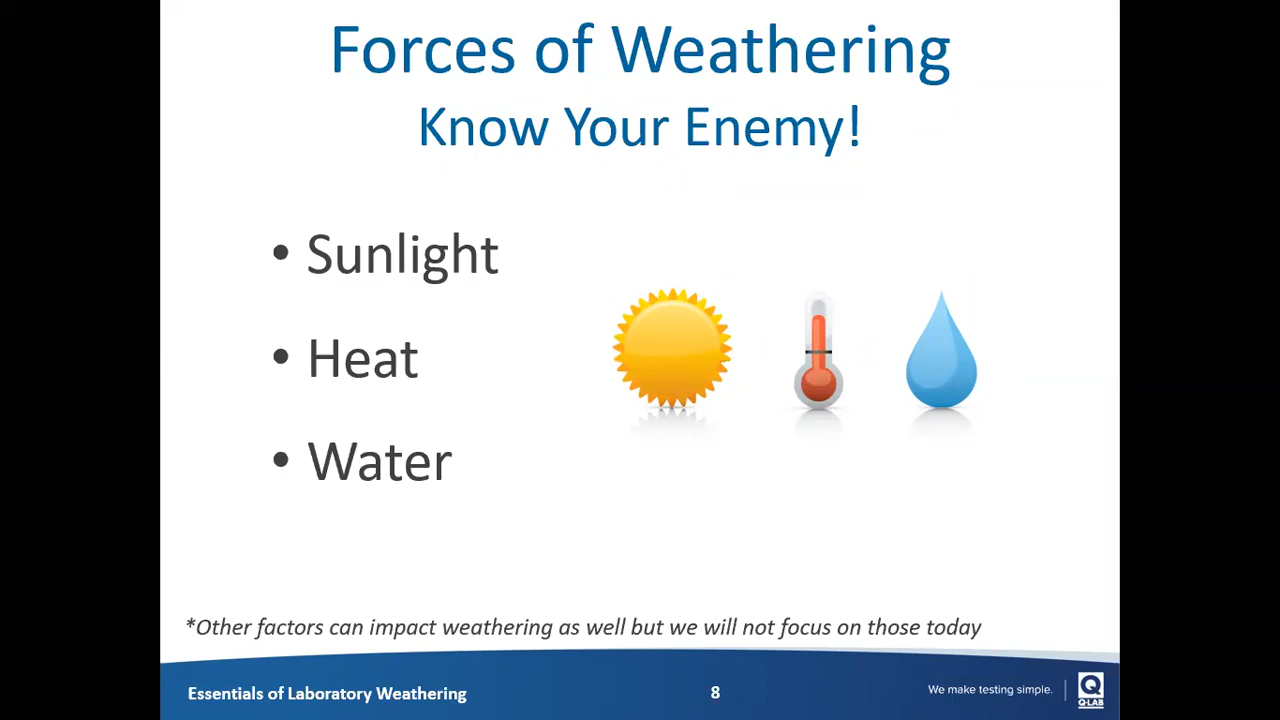 Forces of Weathering
Know Your Enemy!
• Sunlight
• Heat
• Water
*Other factors can impact weathering as well but we will not focus on those today
Essentials of Laboratory Weathering
8
We make testing simple.
Q
Q-LAB